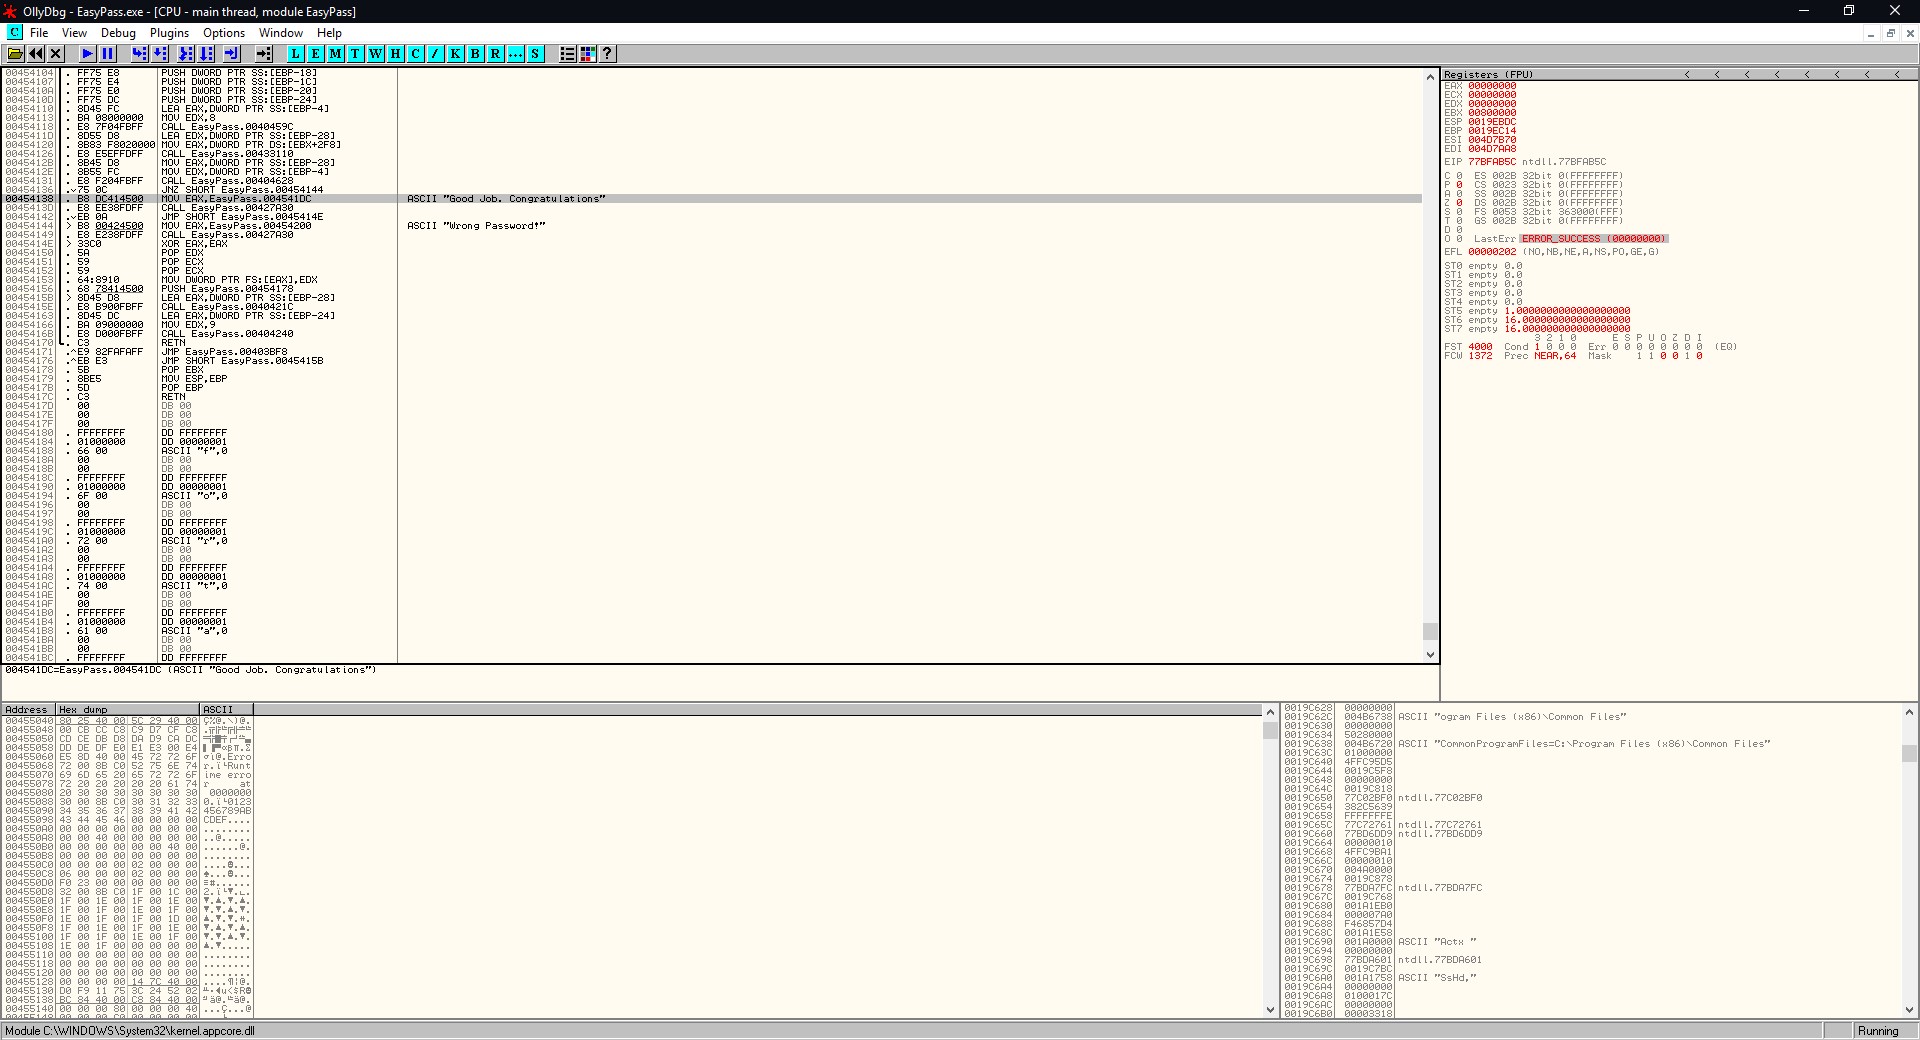 OllyDbg - EasyPass.exe - [CPU - main thread, module EasyPass]
C File View Debug Plugins Options Window Help
L E M T W H C / K B R ... S ?
00454104 . FF75 E8 PUSH DWORD PTR SS:[EBP-18]
00454107 . FF75 E4 PUSH DWORD PTR SS:[EBP-1C]
0045410A . FF75 E0 PUSH DWORD PTR SS:[EBP-20]
0045410D . FF75 DC PUSH DWORD PTR SS:[EBP-24]
00454110 . 8D45 FC LEA EAX,DWORD PTR SS:[EBP-4]
00454113 . BA 08000000 MOV EDX,8
00454118 . E8 7F04FBFF CALL EasyPass.0040459C
0045411D . 8D55 D8 LEA EDX,DWORD PTR SS:[EBP-28]
00454120 . 8B83 F8020000 MOV EAX,DWORD PTR DS:[EBX+2F8]
00454126 . E8 E5EFFDFF CALL EasyPass.00433110
0045412B . 8B45 D8 MOV EAX,DWORD PTR SS:[EBP-28]
0045412E . 8B55 FC MOV EDX,DWORD PTR SS:[EBP-4]
00454131 . E8 F204FBFF CALL EasyPass.00404628
00454136 . 75 0C JNZ SHORT EasyPass.00454144
00454138 . B8 DC414500 MOV EAX,EasyPass.004541DC ASCII "Good Job. Congratulations"
0045413D . E8 EE38FDFF CALL EasyPass.00427A30
00454142 . EB 0A JMP SHORT EasyPass.0045414E
00454144 > B8 00424500 MOV EAX,EasyPass.00454200 ASCII "Wrong Password!"
00454149 . E8 E238FDFF CALL EasyPass.00427A30
0045414E > 33C0 XOR EAX,EAX
00454150 . 5A POP EDX
00454151 . 59 POP ECX
00454152 . 59 POP ECX
00454153 . 64:8910 MOV DWORD PTR FS:[EAX],EDX
00454156 . 68 78414500 PUSH EasyPass.00454178
0045415B > 8D45 D8 LEA EAX,DWORD PTR SS:[EBP-28]
0045415E . E8 B900FBFF CALL EasyPass.0040421C
00454163 . 8D45 DC LEA EAX,DWORD PTR SS:[EBP-24]
00454166 . BA 09000000 MOV EDX,9
0045416B . E8 D000FBFF CALL EasyPass.00404240
00454170 . C3 RETN
00454171 .^E9 82FAFAFF JMP EasyPass.00403BF8
00454176 .^EB E3 JMP SHORT EasyPass.0045415B
00454178 . 5B POP EBX
00454179 . 8BE5 MOV ESP,EBP
0045417B . 5D POP EBP
0045417C . C3 RETN
0045417D 00 DB 00
0045417E 00 DB 00
0045417F 00 DB 00
00454180 . FFFFFFFF DD FFFFFFFF
00454184 . 01000000 DD 00000001
00454188 . 66 00 ASCII "f",0
0045418A 00 DB 00
0045418B 00 DB 00
0045418C . FFFFFFFF DD FFFFFFFF
00454190 . 01000000 DD 00000001
00454194 . 6F 00 ASCII "o",0
00454196 00 DB 00
00454197 00 DB 00
00454198 . FFFFFFFF DD FFFFFFFF
0045419C . 01000000 DD 00000001
004541A0 . 72 00 ASCII "r",0
004541A2 00 DB 00
004541A3 00 DB 00
004541A4 . FFFFFFFF DD FFFFFFFF
004541A8 . 01000000 DD 00000001
004541AC . 74 00 ASCII "t",0
004541AE 00 DB 00
004541AF 00 DB 00
004541B0 . FFFFFFFF DD FFFFFFFF
004541B4 . 01000000 DD 00000001
004541B8 . 61 00 ASCII "a",0
004541BA 00 DB 00
004541BB 00 DB 00
004541BC . FFFFFFFF DD FFFFFFFF
004541DC=EasyPass.004541DC (ASCII "Good Job. Congratulations")
Registers (FPU) < < < < < < < <
EAX 00000000
ECX 00000000
EDX 00000000
EBX 00800000
ESP 0019EBDC
EBP 0019EC14
ESI 004D7B70
EDI 004D7AA8
EIP 77BFAB5C ntdll.77BFAB5C
C 0 ES 002B 32bit 0(FFFFFFFF)
P 0 CS 0023 32bit 0(FFFFFFFF)
A 0 SS 002B 32bit 0(FFFFFFFF)
Z 0 DS 002B 32bit 0(FFFFFFFF)
S 0 FS 0053 32bit 363000(FFF)
T 0 GS 002B 32bit 0(FFFFFFFF)
D 0
O 0 LastErr ERROR_SUCCESS (00000000)
EFL 00000202 (NO,NB,NE,A,NS,PO,GE,G)
ST0 empty 0.0
ST1 empty 0.0
ST2 empty 0.0
ST3 empty 0.0
ST4 empty 0.0
ST5 empty 1.0000000000000000000
ST6 empty 16.000000000000000000
ST7 empty 16.000000000000000000
3 2 1 0 E S P U O Z D I
FST 4000 Cond 1 0 0 0 Err 0 0 0 0 0 0 0 0 (EQ)
FCW 1372 Prec NEAR,64 Mask 1 1 0 0 1 0
Address Hex dump ASCII
00455040 80 25 40 00 5C 29 40 00
00455048 00 CB CC C8 C9 D7 CF C8
00455050 CD CE DB D8 DA D9 CA DC
00455058 DD DE DF E0 E1 E3 00 E4
00455060 E5 8D 40 00 45 72 72 6F
00455068 72 00 8B C0 52 75 6E 74
00455070 69 6D 65 20 65 72 72 6F ime erro
00455078 72 20 20 20 20 20 61 74 r at
00455080 20 30 30 30 30 30 30 30 0000000
00455088 30 00 8B C0 30 31 32 33
00455090 34 35 36 37 38 39 41 42 456789AB
00455098 43 44 45 46 00 00 00 00 CDEF....
004550A0 00 00 00 00 00 00 00 00 ........
004550A8 00 00 40 00 00 00 00 00 ..@.....
004550B0 00 00 00 00 00 00 40 00 ......@.
004550B8 00 00 00 00 00 00 00 00 ........
004550C0 00 00 00 00 02 00 00 00
004550C8 06 00 00 00 02 00 00 00
004550D0 F0 23 00 00 00 00 00 00
004550D8 32 00 8B C0 1F 00 1C 00
004550E0 1F 00 1E 00 1F 00 1E 00
004550E8 1F 00 1F 00 1E 00 1F 00
004550F0 1E 00 1F 00 1F 00 1D 00
004550F8 1F 00 1E 00 1F 00 1E 00
00455100 1F 00 1F 00 1E 00 1F 00
00455108 1E 00 1F 00 00 00 00 00
00455110 00 00 00 00 00 00 00 00 ........
00455118 00 00 00 00 00 00 00 00 ........
00455120 00 00 00 00 00 00 00 00 ........
00455128 00 00 00 00 14 7C 40 00
00455130 D0 F9 11 75 3C 24 52 02
00455138 BC 84 40 00 C8 84 40 00
00455140 00 00 00 80 00 00 40 00
0019C628 00000000
0019C62C 004B6738 ASCII "ogram Files (x86)\Common Files"
0019C630 00000000
0019C634 50280000
0019C638 004B6720 ASCII "CommonProgramFiles=C:\Program Files (x86)\Common Files"
0019C63C 01000000
0019C640 4FFC95D5
0019C644 0019C5F8
0019C648 00000000
0019C64C 0019C818
0019C650 77C02BF0 ntdll.77C02BF0
0019C654 382C5639
0019C658 FFFFFFFE
0019C65C 77C72761 ntdll.77C72761
0019C660 77BD6DD9 ntdll.77BD6DD9
0019C664 00000010
0019C668 4FFC9BA1
0019C66C 00000010
0019C670 004A0000
0019C674 0019C878
0019C678 77BDA7FC ntdll.77BDA7FC
0019C67C 0019C768
0019C680 001A1EB0
0019C684 000007A0
0019C688 F46857D4
0019C68C 001A1E58
0019C690 001A0000 ASCII "Actx "
0019C694 00000000
0019C698 77BDA601 ntdll.77BDA601
0019C69C 0019C7BC
0019C6A0 001A1758 ASCII "SsHd,"
0019C6A4 00000000
0019C6A8 0100017C
0019C6AC 00000000
0019C6B0 00003318
Module C:\WINDOWS\System32\kernel.appcore.dll
Running